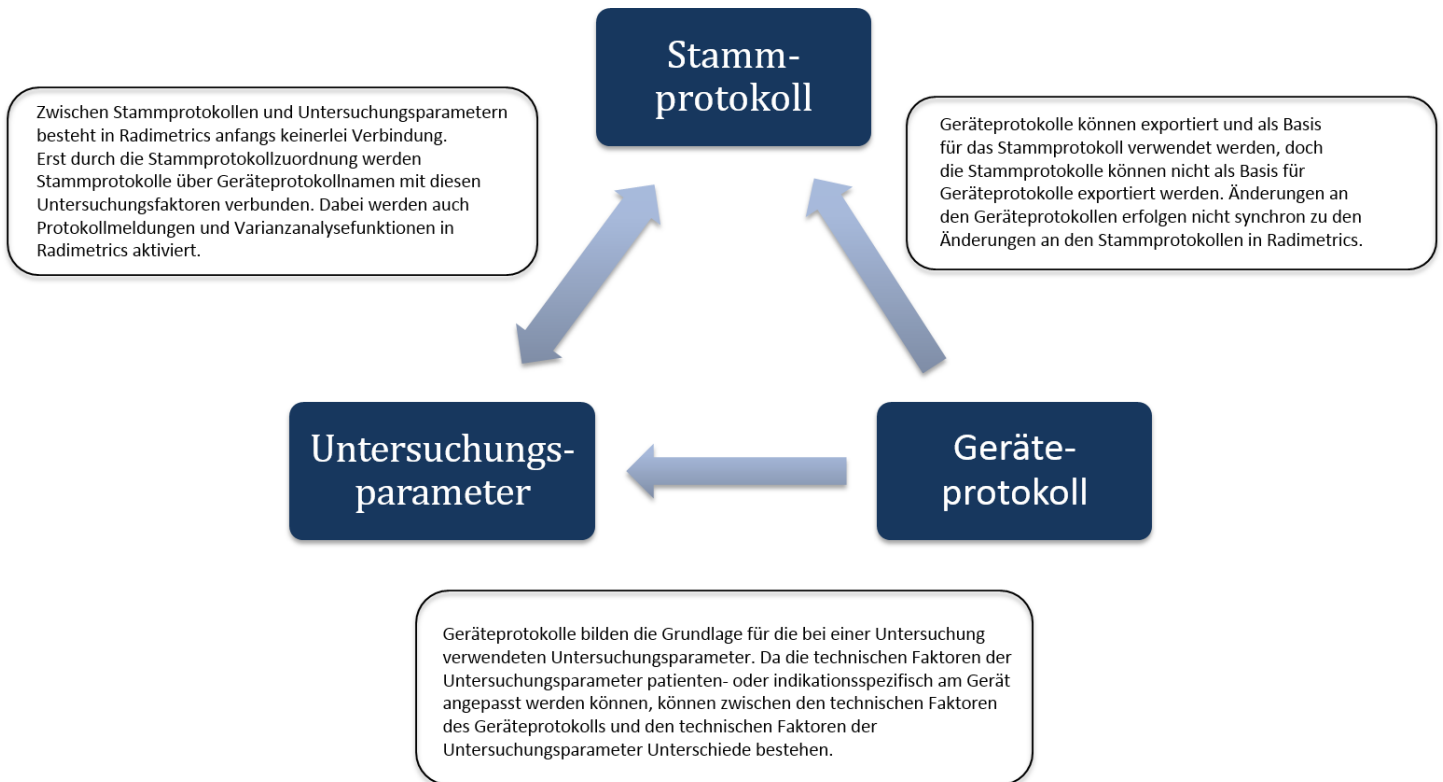 Stamm-
protokoll
Zwischen Stammprotokollen und Untersuchungsparametern
besteht in Radimetrics anfangs keinerlei Verbindung.
Erst durch die Stammprotokollzuordnung werden
Stammprotokolle über Geräteprotokollnamen mit diesen
Untersuchungsfaktoren verbunden. Dabei werden auch
Protokollmeldungen und Varianzanalysefunktionen in
Radimetrics aktiviert.
Geräteprotokolle können exportiert und als Basis
für das Stammprotokoll verwendet werden, doch
die Stammprotokolle können nicht als Basis für
Geräteprotokolle exportiert werden. Änderungen an
den Geräteprotokollen erfolgen nicht synchron zu den
Änderungen an den Stammprotokollen in Radimetrics.
Untersuchungs-
parameter
Geräte-
protokoll
Geräteprotokolle bilden die Grundlage für die bei einer Untersuchung
verwendeten Untersuchungsparameter. Da die technischen Faktoren der
Untersuchungsparameter patienten- oder indikationsspezifisch am Gerät
angepasst werden können, können zwischen den technischen Faktoren
des Geräteprotokolls und den technischen Faktoren der
Untersuchungsparameter Unterschiede bestehen.